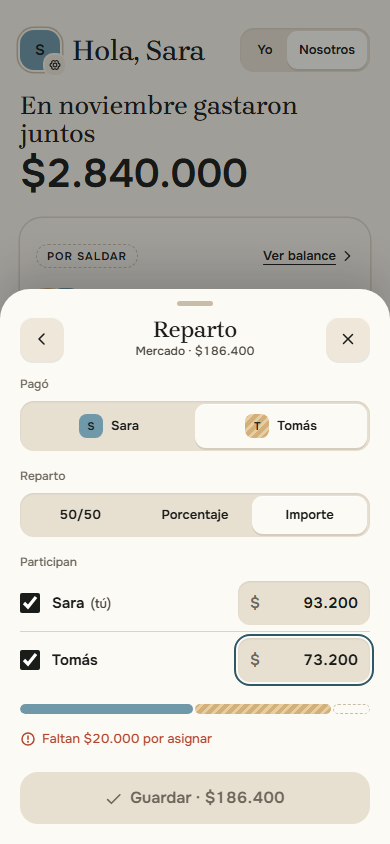 S
Hola, Sara
Yo
Nosotros
En noviembre gastaron
juntos
$2.840.000
POR SALDAR
Ver balance
Reparto
Mercado · $186.400
Pagó
S
Sara
T
Tomás
Reparto
50/50
Porcentaje
Importe
Participan
Sara (tú)
$ 93.200
Tomás
$ 73.200
Faltan $20.000 por asignar
Guardar · $186.400